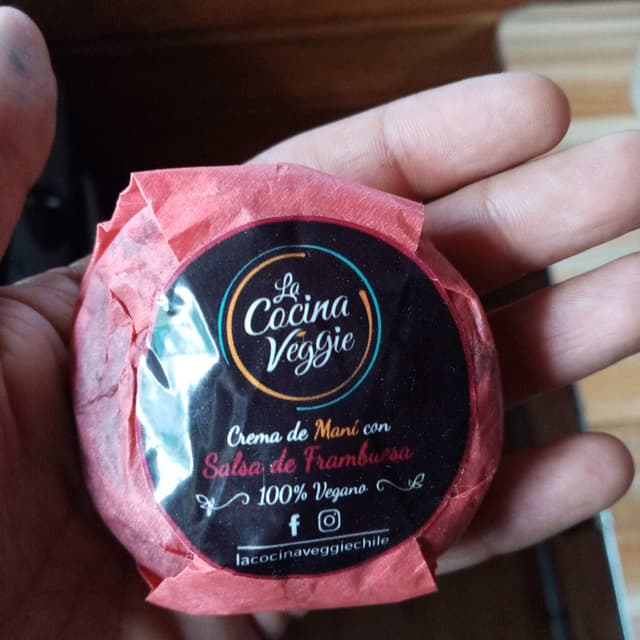 La
Cocina
Veggie
Crema de Maní con
Salsa de Frambuesa
100% Vegano
lacocinaveggiechile